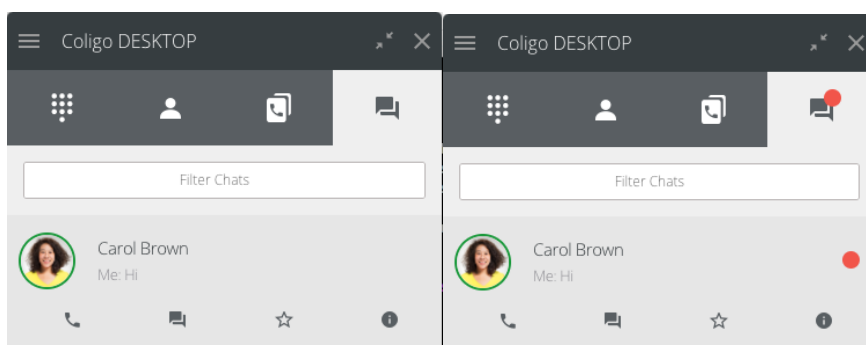 Coligo DESKTOP
Filter Chats
Carol Brown
Me: Hi
Coligo DESKTOP
Filter Chats
Carol Brown
Me: Hi